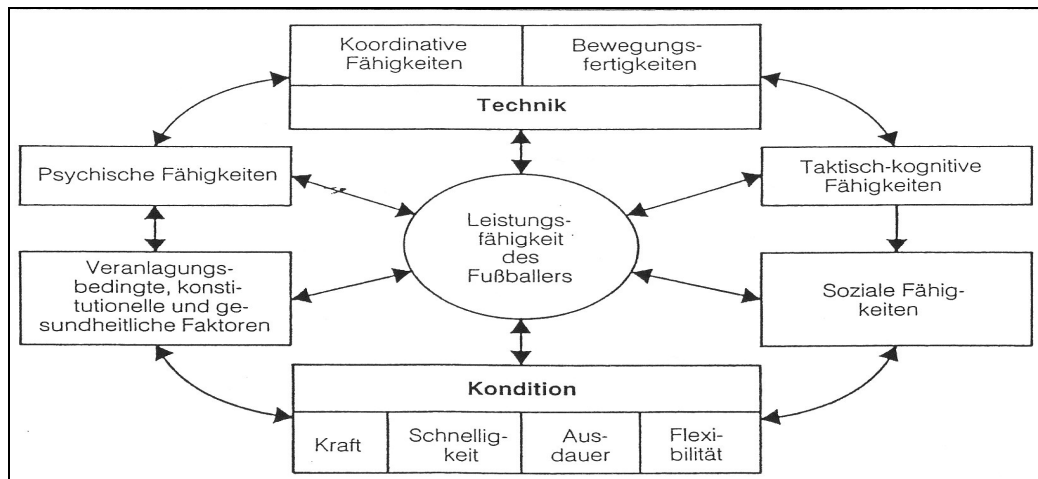 Koordinative
Fähigkeiten
Bewegungs-
fertigkeiten
Technik
Psychische Fähigkeiten
Taktisch-kognitive
Fähigkeiten
Leistungs-
fähigkeit
des
Fußballers
Veranlagungs-
bedingte, konsti-
tutionelle und ge-
sundheitliche Faktoren
Soziale Fähig-
keiten
Kondition
Kraft
Schnellig-
keit
Aus-
dauer
Flexi-
bilität